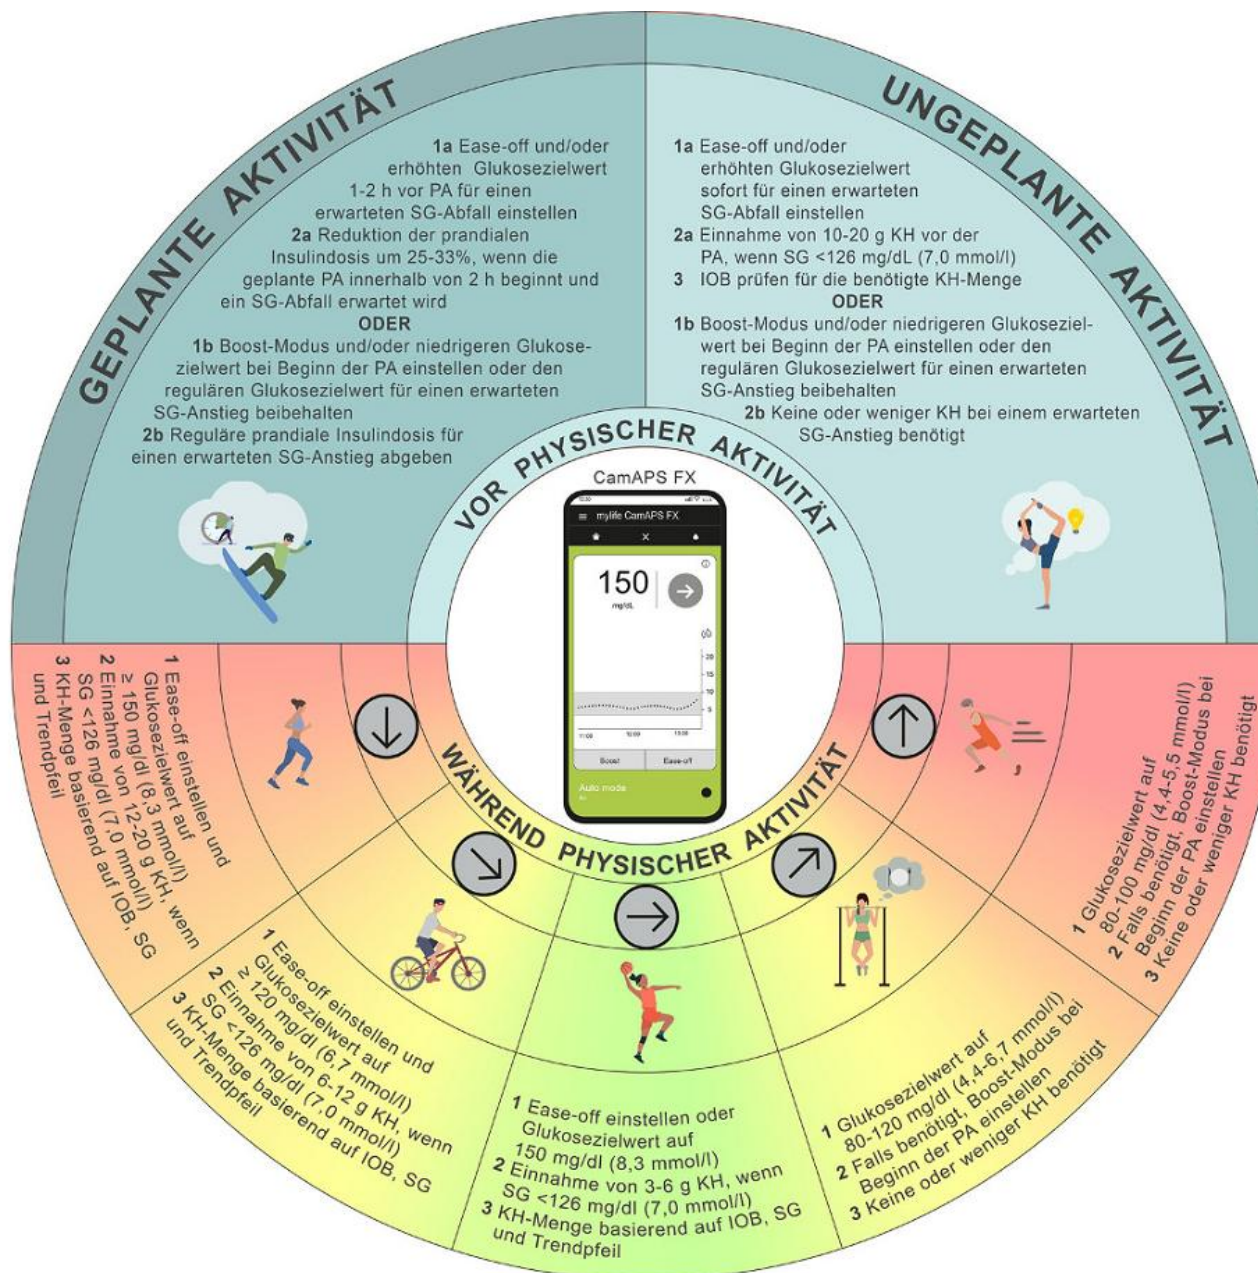 GEPLANTE AKTIVITÄT
1a Ease-off und/oder
erhöhten Glukosezielwert
1-2 h vor PA für einen
erwarteten SG-Abfall einstellen
2a Reduktion der prandialen
Insulindosis um 25-33%, wenn die
geplante PA innerhalb von 2 h beginnt und
ein SG-Abfall erwartet wird
ODER
1b Boost-Modus und/oder niedrigeren Glukose-
zielwert bei Beginn der PA einstellen oder den
regulären Glukosezielwert für einen erwarteten
SG-Anstieg beibehalten
2b Reguläre prandiale Insulindosis für
einen erwarteten SG-Anstieg abgeben
UNGEPLANTE AKTIVITÄT
1a Ease-off und/oder
erhöhten Glukosezielwert
sofort für einen erwarteten
SG-Abfall einstellen
2a Einnahme von 10-20 g KH vor der
PA, wenn SG <126 mg/dL (7,0 mmol/l)
3 IOB prüfen für die benötigte KH-Menge
ODER
1b Boost-Modus und/oder niedrigeren Glukoseziel-
wert bei Beginn der PA einstellen oder den
regulären Glukosezielwert für einen erwarteten
SG-Anstieg beibehalten
2b Keine oder weniger KH bei einem erwarteten
SG-Anstieg benötigt
VOR PHYSISCHER AKTIVITÄT
CamAPS FX
mylife CamAPS FX
150
mg/dL
20
15
10
5
11:00
Boost
Ease-off
Auto mode
WÄHREND PHYSISCHER AKTIVITÄT
1 Ease-off einstellen und
Glukosezielwert auf
≥ 150 mg/dl (8,3 mmol/l)
2 Einnahme von 12-20 g KH, wenn
SG <126 mg/dl (7,0 mmol/l)
3 KH-Menge basierend auf IOB, SG
und Trendpfeil
1 Ease-off einstellen und
Glukosezielwert auf
≥ 120 mg/dl (6,7 mmol/l)
2 Einnahme von 6-12 g KH, wenn
SG <126 mg/dl (7,0 mmol/l)
3 KH-Menge basierend auf IOB, SG
und Trendpfeil
1 Ease-off einstellen oder
Glukosezielwert auf
150 mg/dl (8,3 mmol/l)
2 Einnahme von 3-6 g KH, wenn
SG <126 mg/dl (7,0 mmol/l)
3 KH-Menge basierend auf IOB, SG
und Trendpfeil
1 Glukosezielwert auf
80-120 mg/dl (4,4-6,7 mmol/l)
2 Falls benötigt, Boost-Modus bei
Beginn der PA einstellen
3 Keine oder weniger KH benötigt
1 Glukosezielwert auf
80-100 mg/dl (4,4-5,5 mmol/l)
2 Falls benötigt, Boost-Modus bei
Beginn der PA einstellen
3 Keine oder weniger KH benötigt